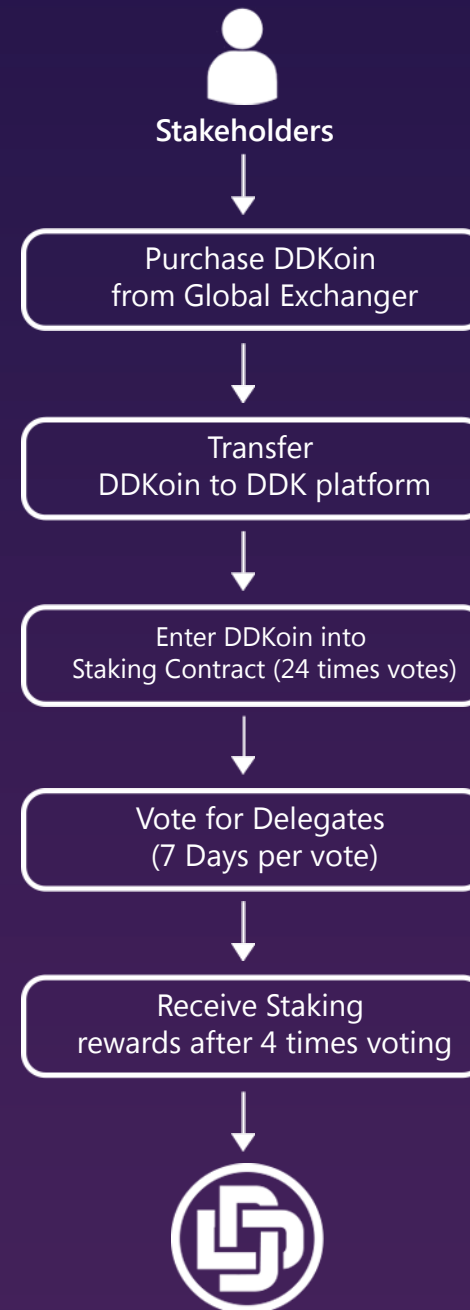 Stakeholders
Purchase DDKoin
from Global Exchanger
Transfer
DDKoin to DDK platform
Enter DDKoin into
Staking Contract (24 times votes)
Vote for Delegates
(7 Days per vote)
Receive Staking
rewards after 4 times voting